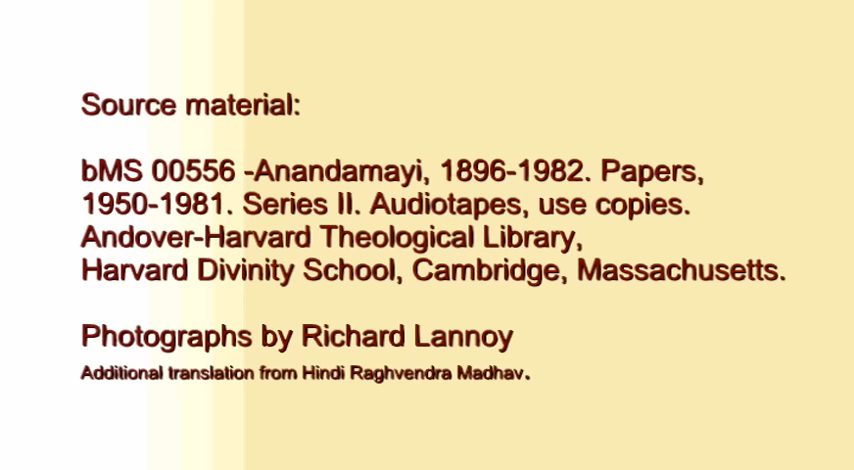 Source material:
bMS 00556 -Anandamayi, 1896-1982. Papers,
1950-1981. Series II. Audiotapes, use copies.
Andover-Harvard Theological Library,
Harvard Divinity School, Cambridge, Massachusetts.
Photographs by Richard Lannoy
Additional translation from Hindi Raghvendra Madhav.